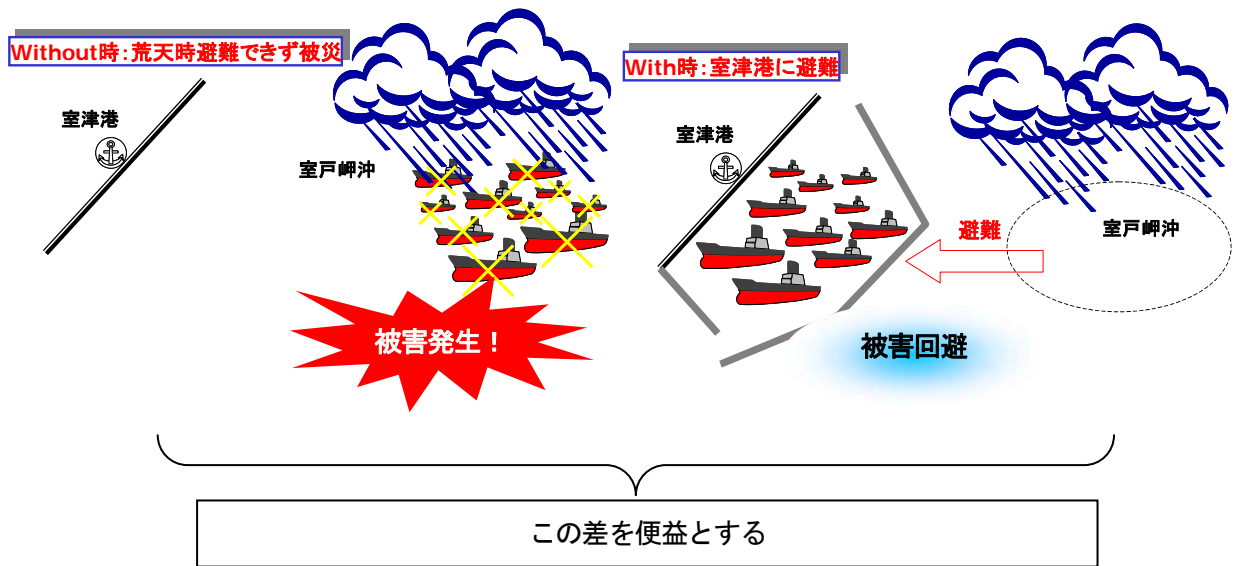 Without時：荒天時避難できず被災
室津港
室戸岬沖
被害発生！
With時：室津港に避難
室津港
避難
室戸岬沖
被害回避
この差を便益とする